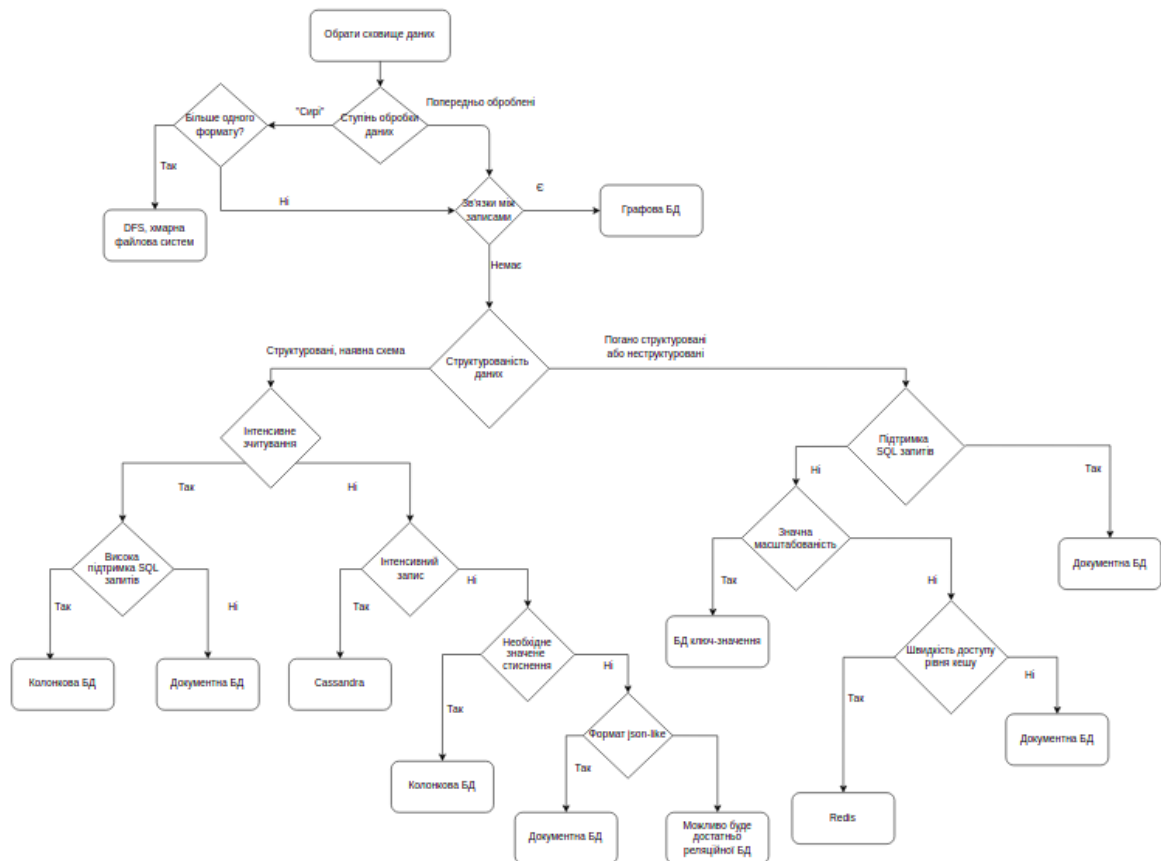 Обрати сховище даних
Попередньо оброблені
"Сирі"
Більше одного
формату?
Ступінь обробки
даних
Так
Ні
Є
DFS, хмарна
файлова систем
Зв'язки між
записами
Графова БД
Немає
Структуровані, наявна схема
Погано структуровані
або неструктуровані
Структурованість
даних
Інтенсивне
зчитування
Підтримка
SQL запитів
Так
Ні
Ні
Так
Висока
підтримка SQL
запитів
Інтенсивний
запис
Значна
масштабованість
Документна БД
Так
Ні
Так
Ні
Так
Ні
Колонкова БД
Документна БД
Cassandra
Необхідне
значене
стиснення
БД ключ-значення
Швидкість доступу
рівня кешу
Ні
Так
Так
Ні
Формат json-like
Документна БД
Так
Колонкова БД
Документна БД
Можливо буде
достатньо
реляційної БД
Redis